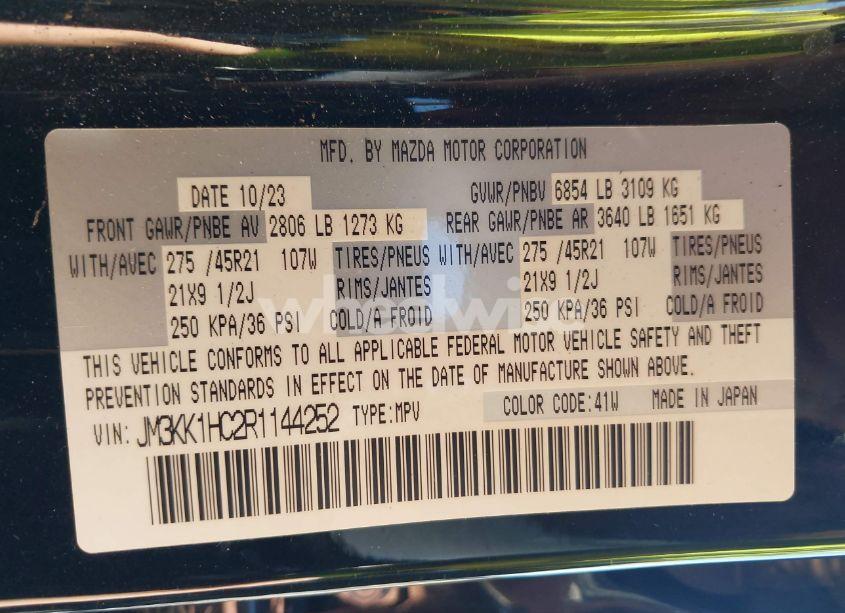 MFD. BY MAZDA MOTOR CORPORATION
DATE 10/23 GVWR/PNBV 6854 LB 3109 KG
FRONT GAWR/PNBE AV 2806 LB 1273 KG REAR GAWR/PNBE AR 3640 LB 1651 KG
WITH/AVEC 275 /45R21 107W TIRES/PNEUS WITH/AVEC 275 /45R21 107W TIRES/PNEUS
21X9 1/2J RIMS/JANTES 21X9 1/2J RIMS/JANTES
250 KPA/36 PSI COLD/A FROID 250 KPA/36 PSI COLD/A FROID
THIS VEHICLE CONFORMS TO ALL APPLICABLE FEDERAL MOTOR VEHICLE SAFETY AND THEFT
PREVENTION STANDARDS IN EFFECT ON THE DATE OF MANUFACTURE SHOWN ABOVE.
VIN: JM3KK1HC2R1144252 TYPE:MPV COLOR CODE:41W MADE IN JAPAN